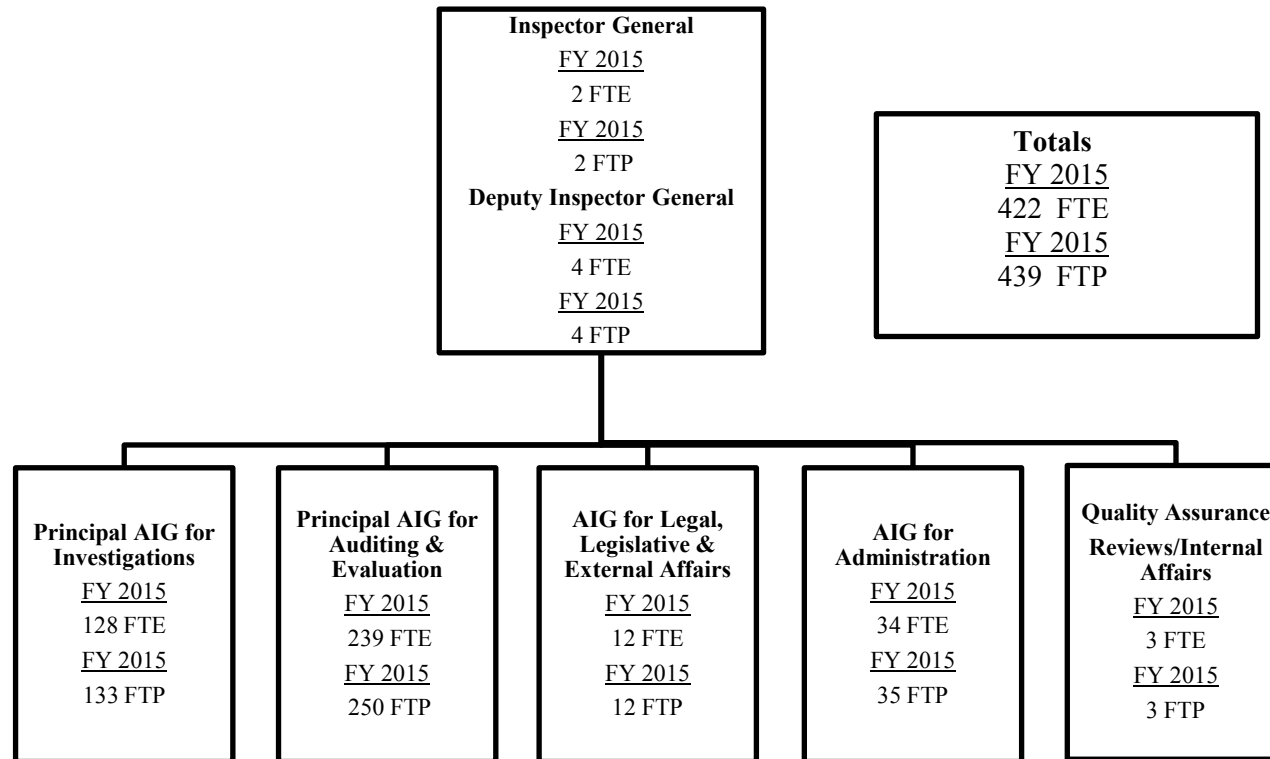 Inspector General
FY 2015
2 FTE
FY 2015
2 FTP
Deputy Inspector General
FY 2015
4 FTE
FY 2015
4 FTP
Totals
FY 2015
422 FTE
FY 2015
439 FTP
Principal AIG for
Investigations
FY 2015
128 FTE
FY 2015
133 FTP
Principal AIG for
Auditing &
Evaluation
FY 2015
239 FTE
FY 2015
250 FTP
AIG for Legal,
Legislative &
External Affairs
FY 2015
12 FTE
FY 2015
12 FTP
AIG for
Administration
FY 2015
34 FTE
FY 2015
35 FTP
Quality Assurance
Reviews/Internal
Affairs
FY 2015
3 FTE
FY 2015
3 FTP